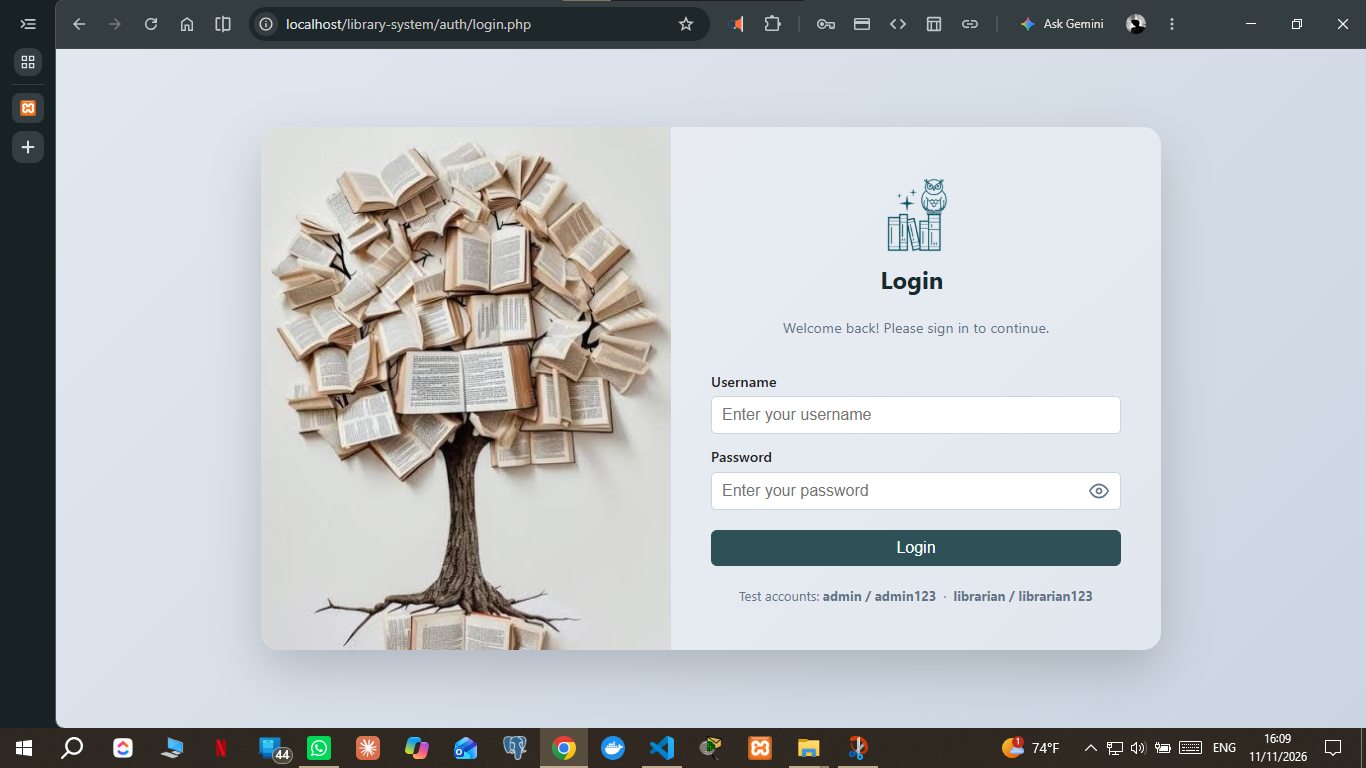 localhost/library-system/auth/login.php
Ask Gemini
Login
Welcome back! Please sign in to continue.
Username
Enter your username
Password
Enter your password
Login
Test accounts: admin / admin123 · librarian / librarian123
44
1
74°F
ENG
16:09
11/11/2026